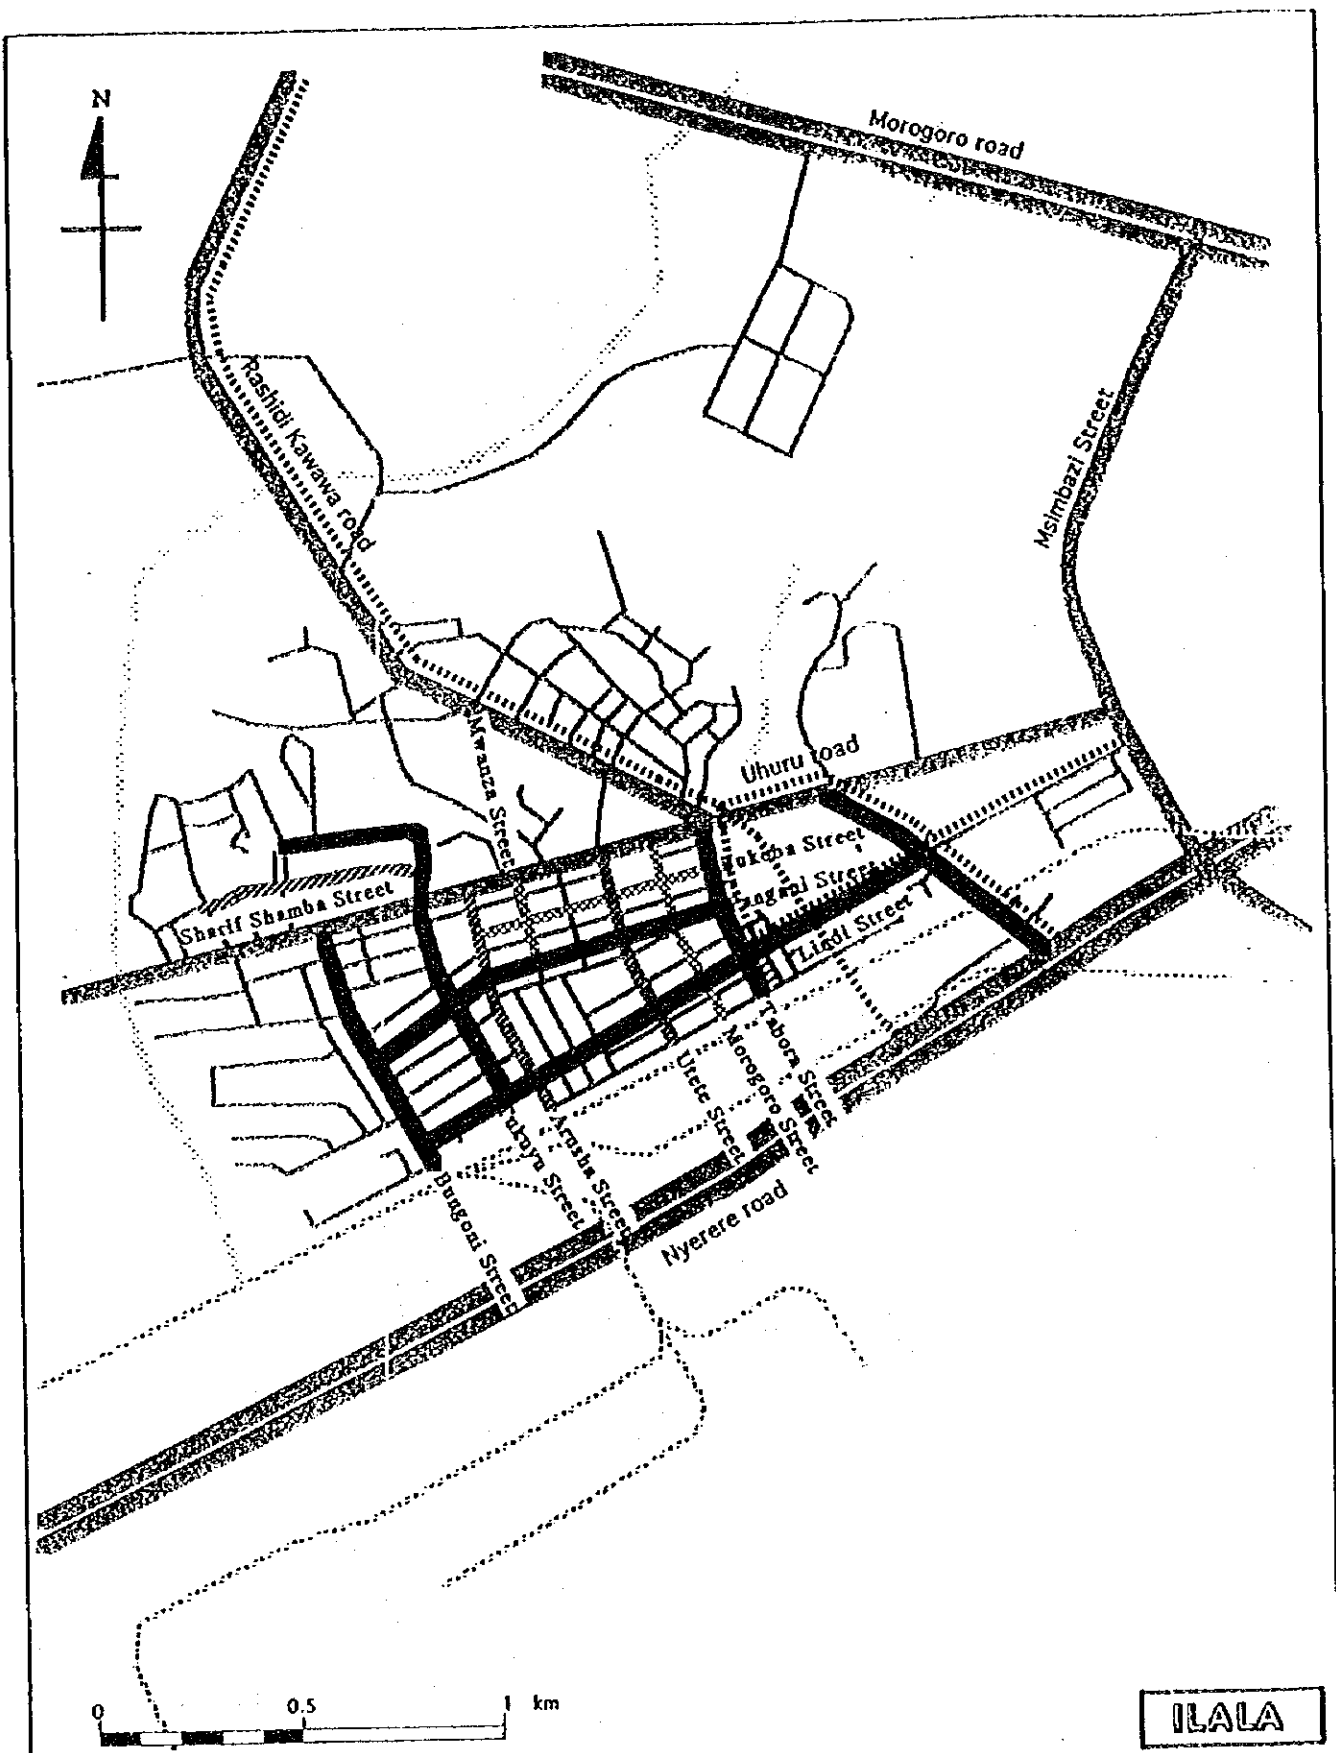 N
Morogoro road
Rashidi Kawawa road
Msimbazi Street
Mwanza Street
Uhuru road
Street
Sharif Shamba Street
Lindi Street
Tabora Street
Morogoro Street
Utete Street
Arusha Street
Street
Bungoni Street
Nyerere road
0 0.5 1 km
ILALA